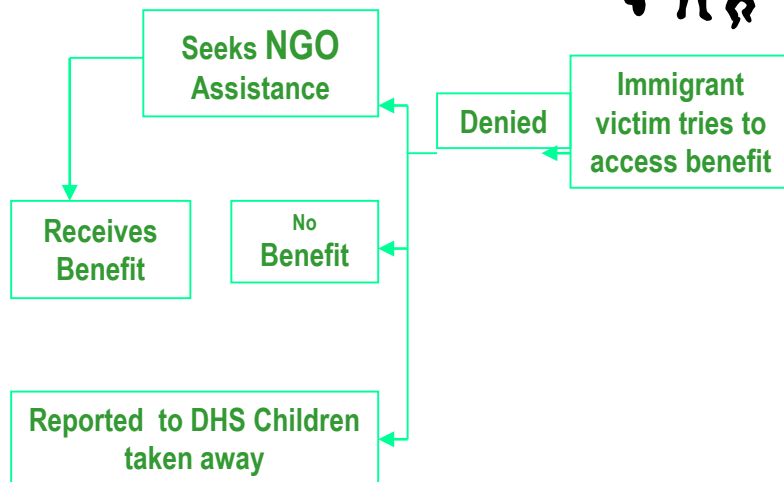 Seeks NGO
Assistance
Denied
Immigrant
victim tries to
access benefit
Receives
Benefit
No
Benefit
Reported to DHS Children
taken away